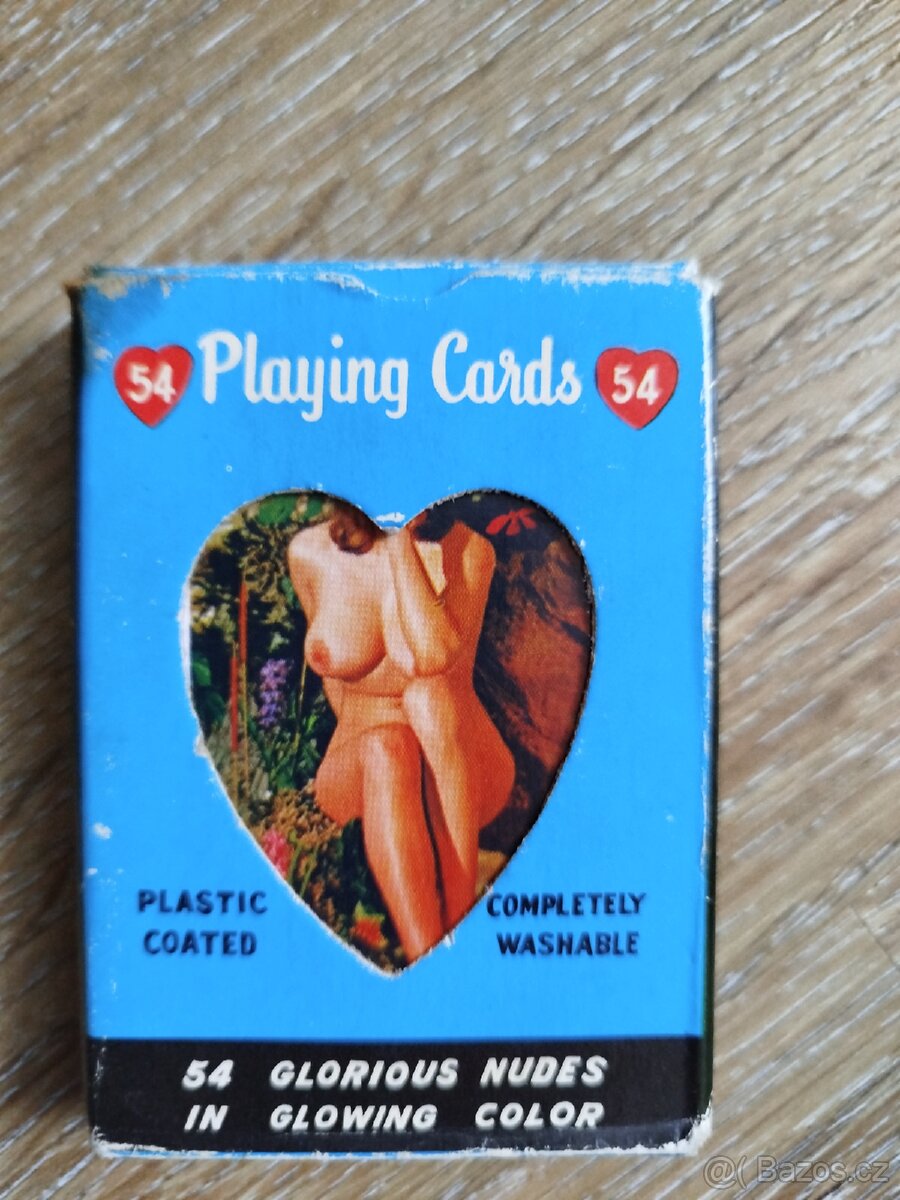 54 Playing Cards 54
PLASTIC COATED
COMPLETELY WASHABLE
54 GLORIOUS NUDES
IN GLOWING COLOR
@( Bazos.cz